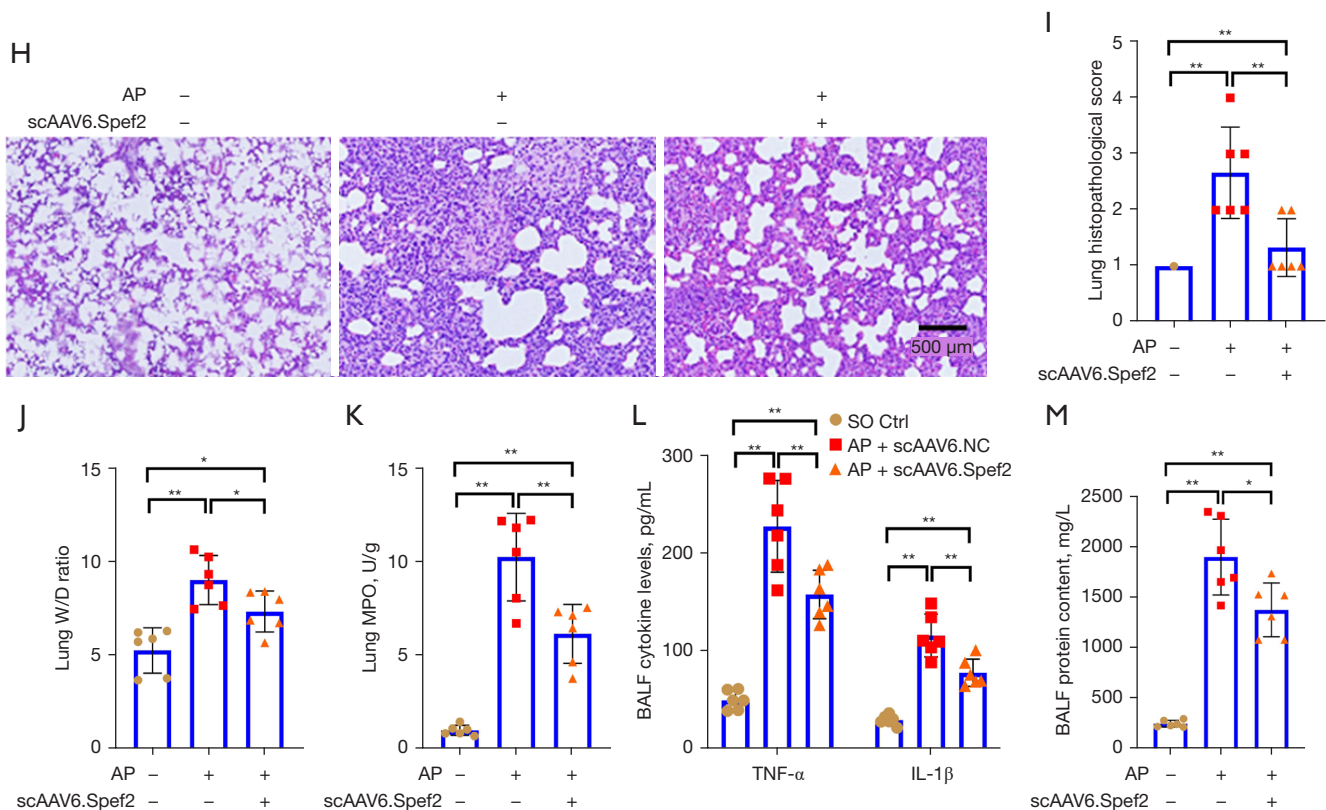 H
AP – + +
scAAV6.Spef2 – – +
500 µm
I
Lung histopathological score
5
4
3
2
1
0
**
** **
AP – + +
scAAV6.Spef2 – – +
J
Lung W/D ratio
15
10
5
0
*
** *
AP – + +
scAAV6.Spef2 – – +
K
Lung MPO, U/g
15
10
5
0
**
** **
AP – + +
scAAV6.Spef2 – – +
L
SO Ctrl
AP + scAAV6.NC
AP + scAAV6.Spef2
BALF cytokine levels, pg/mL
300
200
100
0
**
** **
**
** **
TNF-α IL-1β
M
BALF protein content, mg/L
2500
2000
1500
1000
500
0
**
** *
AP – + +
scAAV6.Spef2 – – +